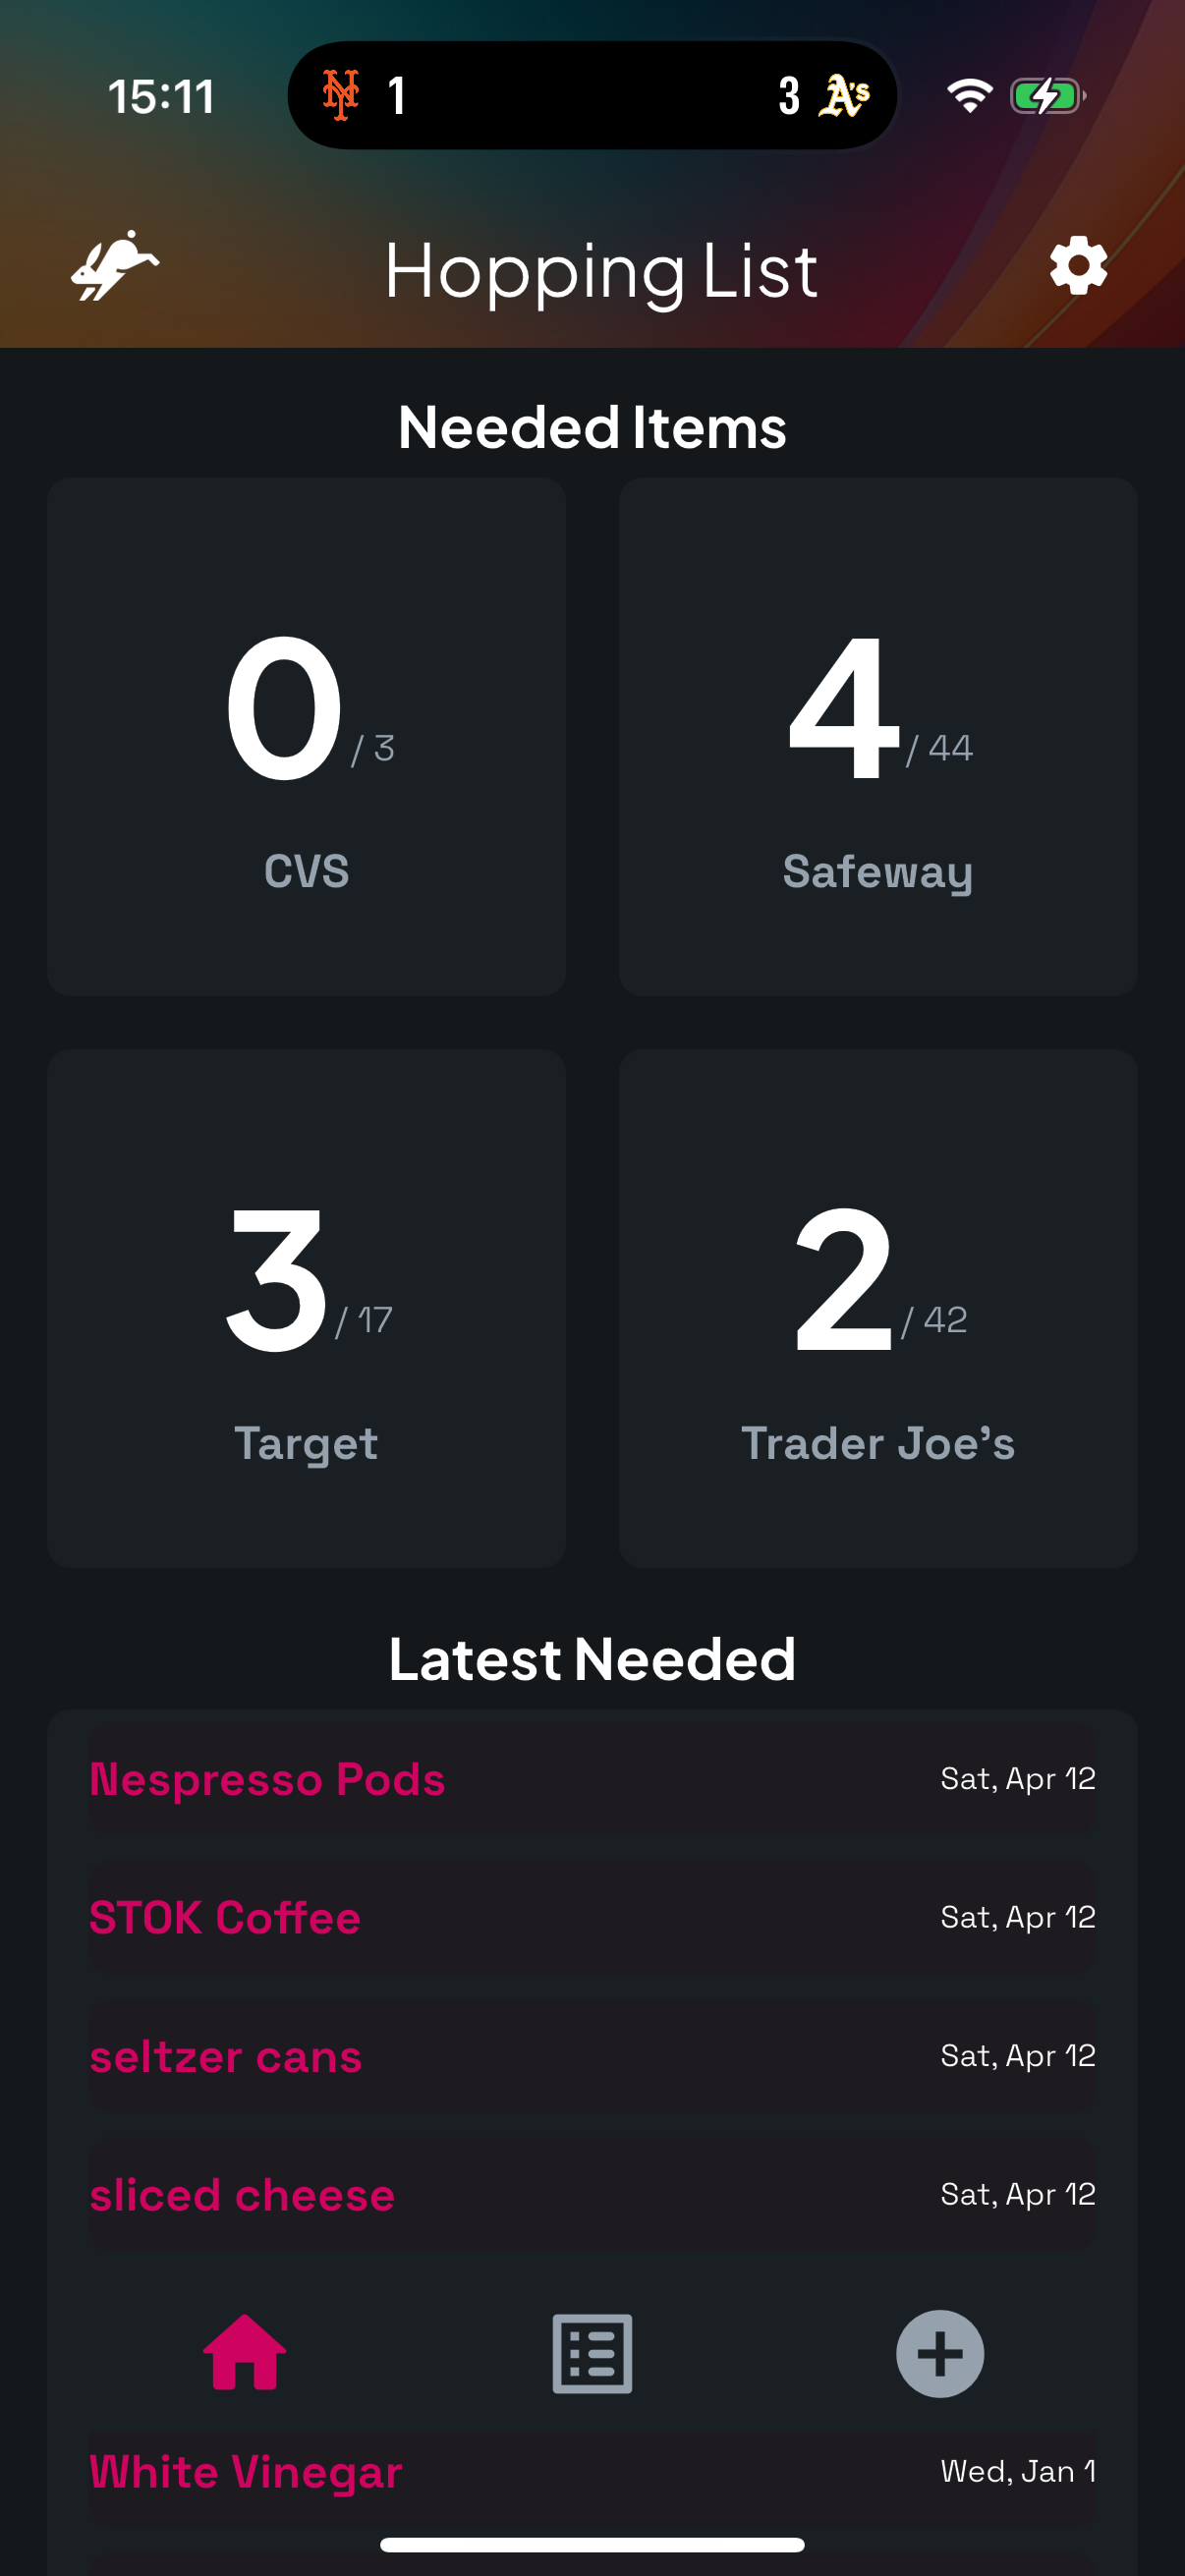 15:11
NY 1 3 A's
Hopping List
Needed Items
0 / 3
CVS
4 / 44
Safeway
3 / 17
Target
2 / 42
Trader Joe's
Latest Needed
Nespresso Pods Sat, Apr 12
STOK Coffee Sat, Apr 12
seltzer cans Sat, Apr 12
sliced cheese Sat, Apr 12
White Vinegar Wed, Jan 1